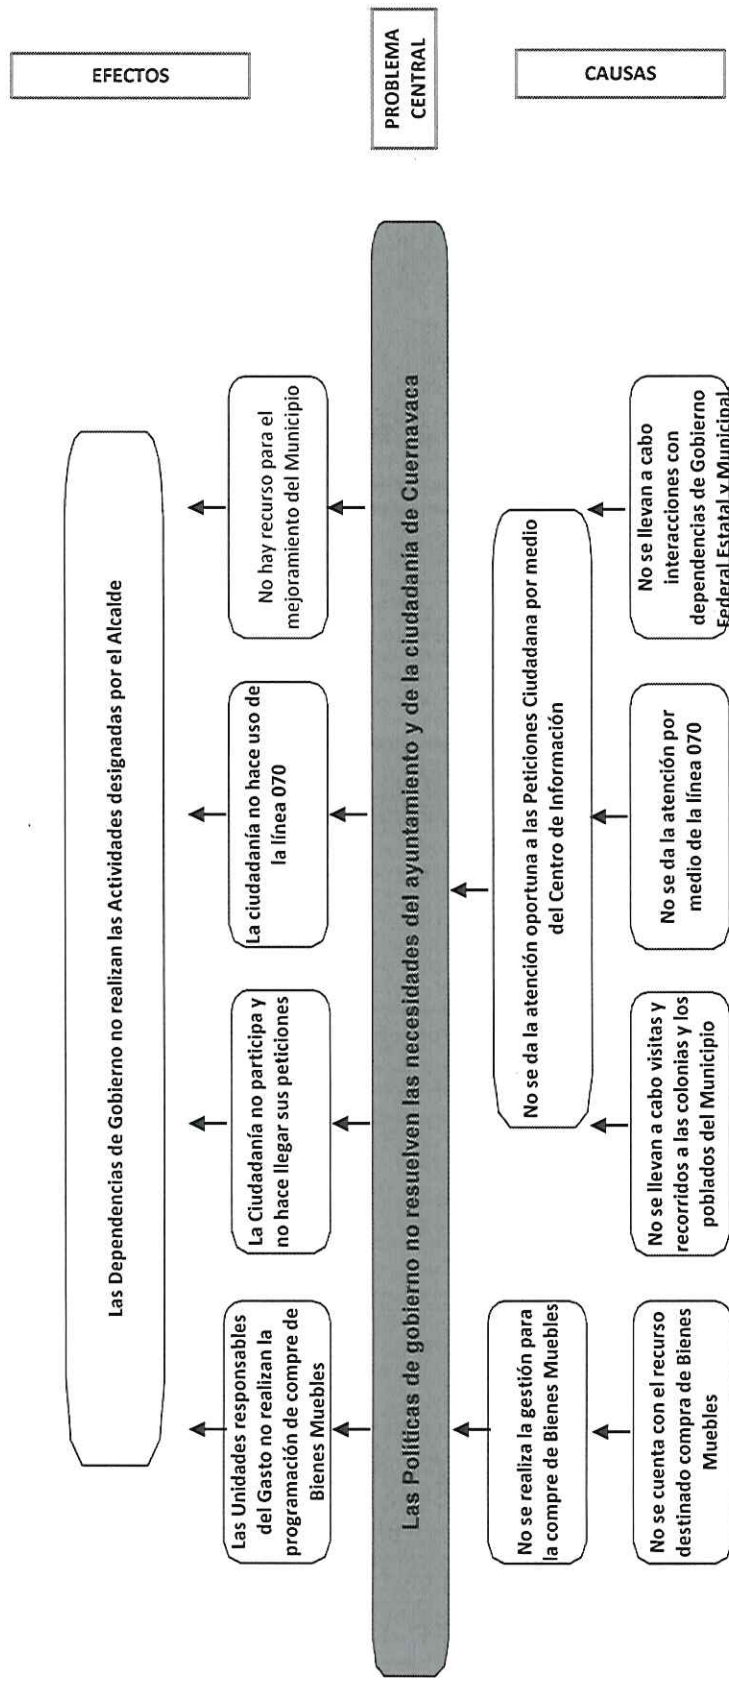 EFECTOS
Las Dependencias de Gobierno no realizan las Actividades designadas por el Alcalde
Las Unidades responsables
del Gasto no realizan la
programación de compre de
Bienes Muebles
La Ciudadanía no participa y
no hace llegar sus peticiones
La ciudadanía no hace uso de
la línea 070
No hay recurso para el
mejoramiento del Municipio
PROBLEMA
CENTRAL
Las Políticas de gobierno no resuelven las necesidades del ayuntamiento y de la ciudadanía de Cuernavaca
CAUSAS
No se realiza la gestión para
la compre de Bienes Muebles
No se da la atención oportuna a las Peticiones Ciudadana por medio
del Centro de Información
No se cuenta con el recurso
destinado compra de Bienes
Muebles
No se llevan a cabo visitas y
recorridos a las colonias y los
poblados del Municipio
No se da la atención por
medio de la línea 070
No se llevan a cabo
interacciones con
dependencias de Gobierno
Federal Estatal y Municipal